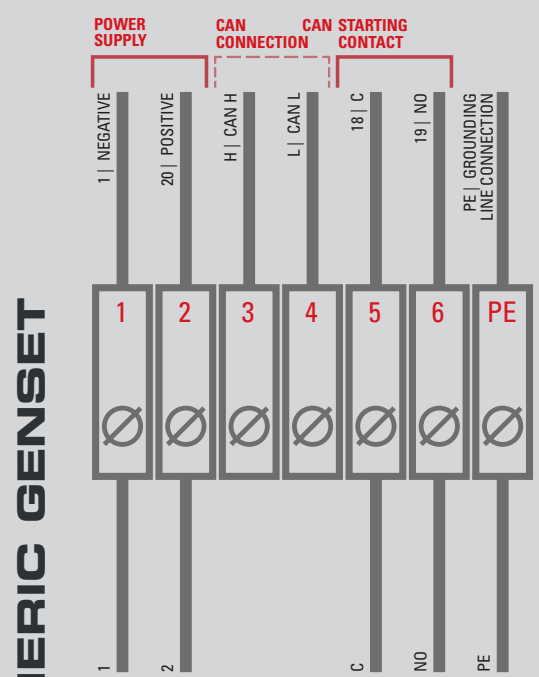 POWER
SUPPLY
CAN
CONNECTION
CAN STARTING
CONTACT
1 | NEGATIVE
20 | POSITIVE
H | CAN H
L | CAN L
18 | C
19 | NO
PE | GROUNDING
LINE CONNECTION
1
2
3
4
5
6
PE
1
2
C
NO
PE
ERIC GENSET